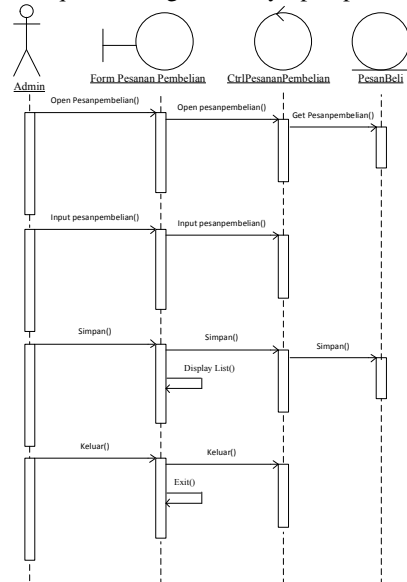 Admin
Form Pesanan Pembelian
CtrlPesananPembelian
PesanBeli
Open Pesanpembelian()
Open pesanpembelian()
Get Pesanpembelian()
Input pesanpembelian()
Input pesanpembelian()
Simpan()
Simpan()
Simpan()
Display List()
Keluar()
Keluar()
Exit()